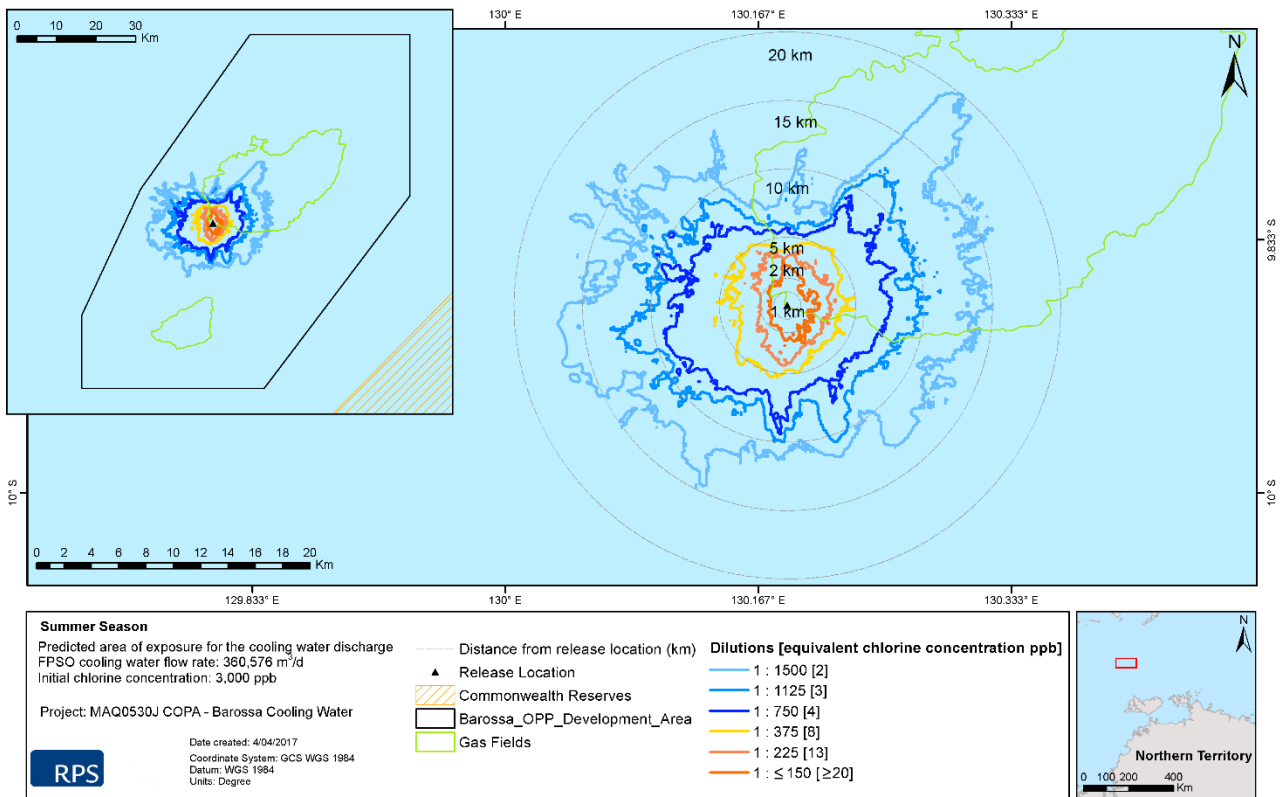 0 10 20 30
Km
130° E
130.167° E
130.333° E
N
20 km
15 km
10 km
5 km
2 km
1 km
9.833° S
10° S
10° S
0 2 4 6 8 10 12 14 16 18 20
Km
129.833° E
130° E
130.167° E
130.333° E
Summer Season
Predicted area of exposure for the cooling water discharge
FPSO cooling water flow rate: 360,576 m³/d
Initial chlorine concentration: 3,000 ppb
Project: MAQ0530J COPA - Barossa Cooling Water
RPS
Date created: 4/04/2017
Coordinate System: GCS WGS 1984
Datum: WGS 1984
Units: Degree
Distance from release location (km)
Release Location
Commonwealth Reserves
Barossa_OPP_Development_Area
Gas Fields
Dilutions [equivalent chlorine concentration ppb]
1 : 1500 [2]
1 : 1125 [3]
1 : 750 [4]
1 : 375 [8]
1 : 225 [13]
1 : ≤ 150 [≥20]
N
Northern Territory
0 100 200 400
Km